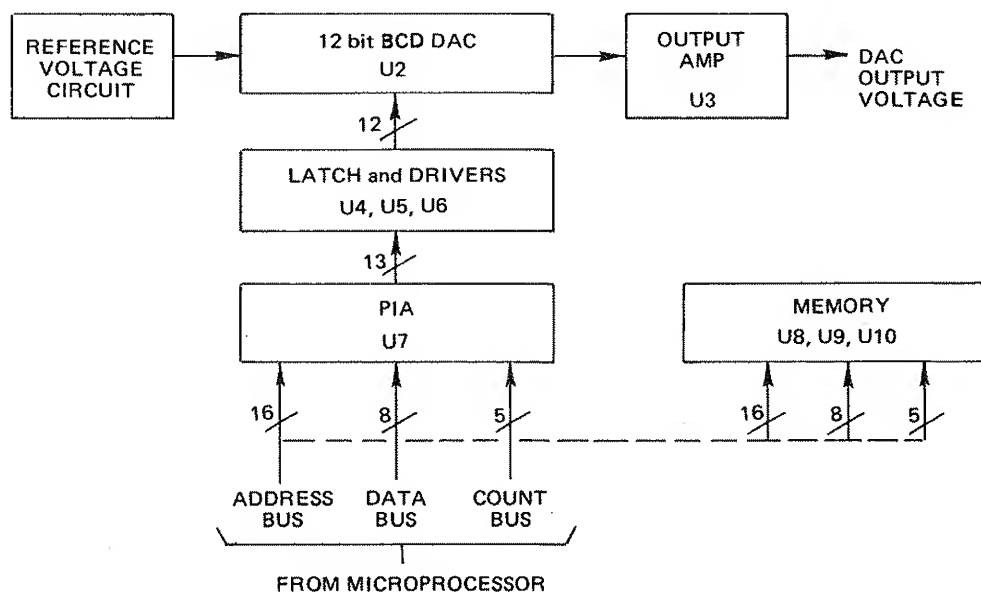 REFERENCE
VOLTAGE
CIRCUIT
12 bit BCD DAC
U2
OUTPUT
AMP
U3
DAC
OUTPUT
VOLTAGE
12
LATCH and DRIVERS
U4, U5, U6
13
PIA
U7
MEMORY
U8, U9, U10
16
8
5
16
8
5
ADDRESS
BUS
DATA
BUS
COUNT
BUS
FROM MICROPROCESSOR